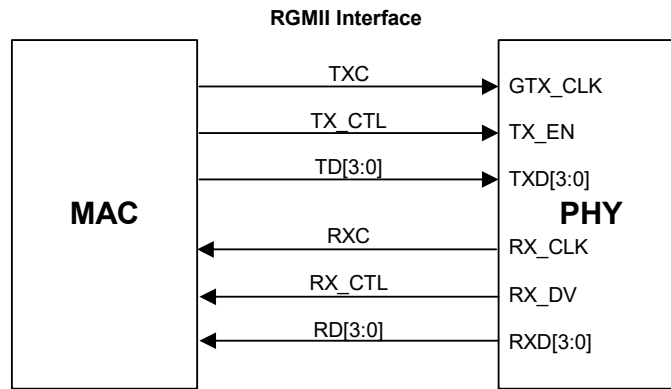 RGMII Interface
TXC
GTX_CLK
TX_CTL
TX_EN
TD[3:0]
TXD[3:0]
MAC
PHY
RXC
RX_CLK
RX_CTL
RX_DV
RD[3:0]
RXD[3:0]